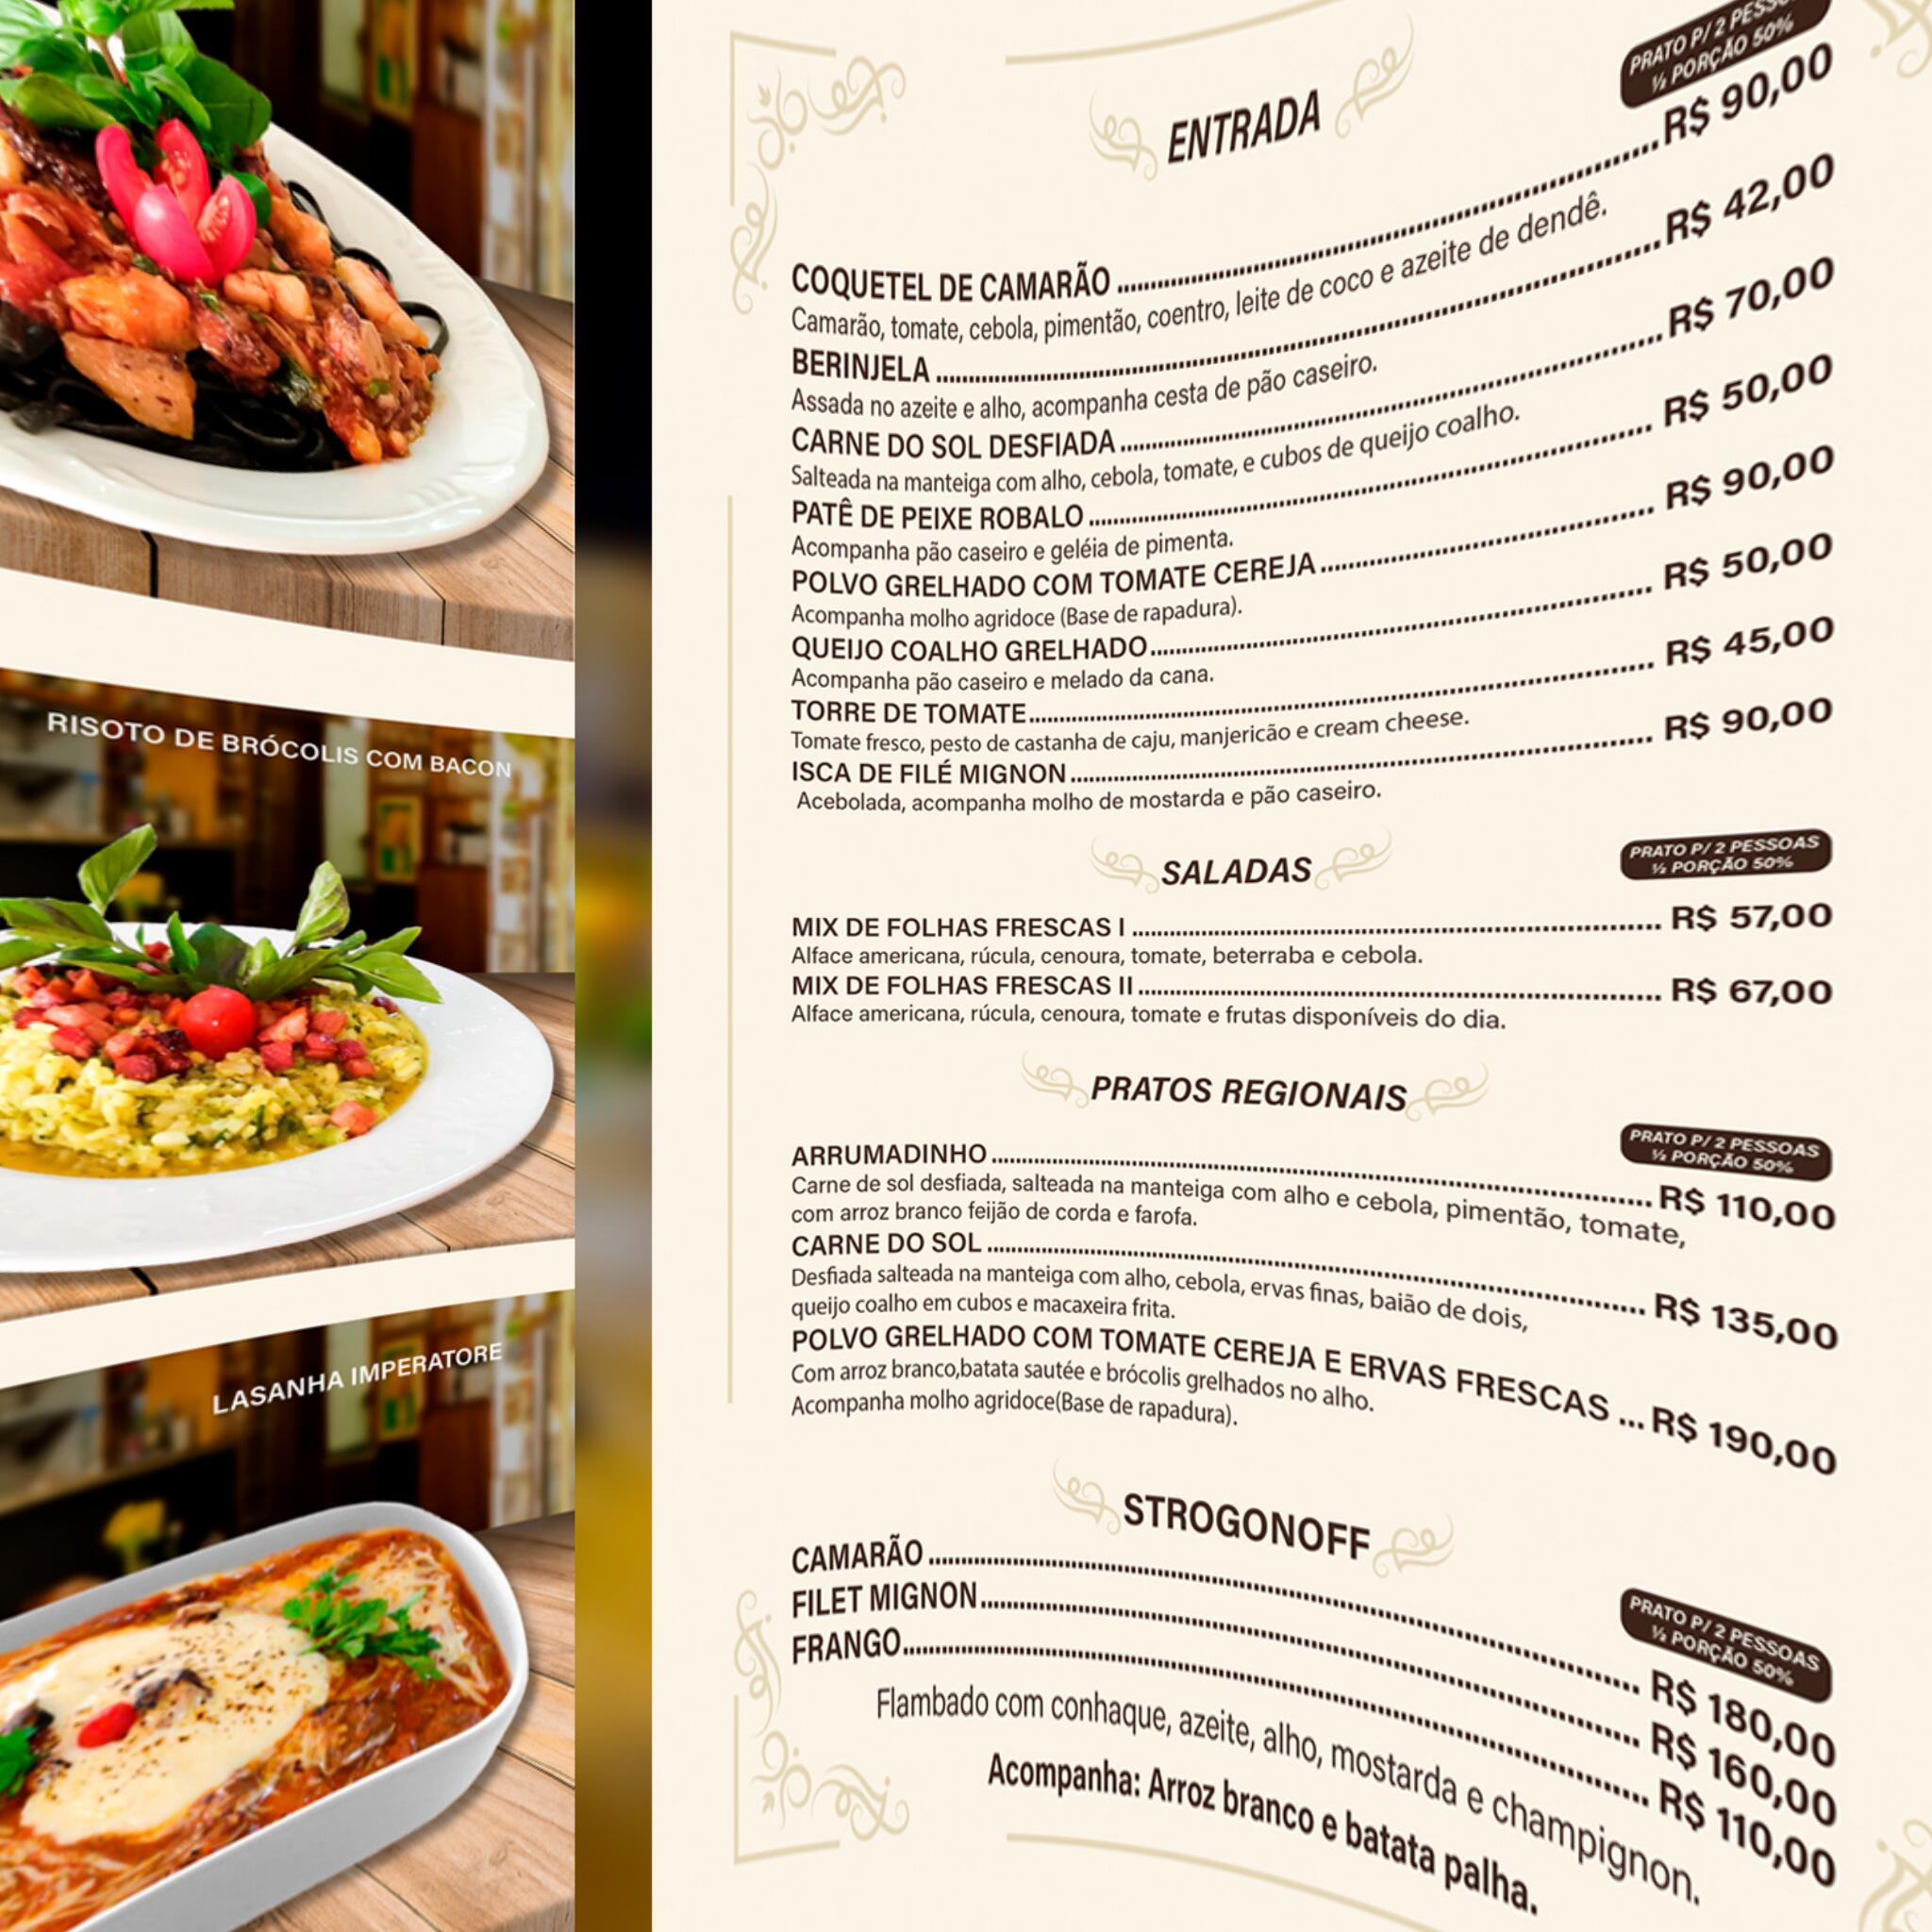 RISOTO DE BRÓCOLIS COM BACON
LASANHA IMPERATORE
ENTRADA
PRATO P/ 2
½ PORÇÃO 50%
COQUETEL DE CAMARÃO ........ R$ 90,00
Camarão, tomate, cebola, pimentão, coentro, leite de coco e azeite de dendê.
BERINJELA ........ R$ 42,00
Assada no azeite e alho, acompanha cesta de pão caseiro.
CARNE DO SOL DESFIADA ........ R$ 70,00
Salteada na manteiga com alho, cebola, tomate, e cubos de queijo coalho.
PATÊ DE PEIXE ROBALO ........ R$ 50,00
Acompanha pão caseiro e geléia de pimenta.
POLVO GRELHADO COM TOMATE CEREJA ........ R$ 90,00
Acompanha molho agridoce (Base de rapadura).
QUEIJO COALHO GRELHADO ........ R$ 50,00
Acompanha pão caseiro e melado da cana.
TORRE DE TOMATE ........ R$ 45,00
Tomate fresco, pesto de castanha de caju, manjericão e cream cheese.
ISCA DE FILÉ MIGNON ........ R$ 90,00
Acebolada, acompanha molho de mostarda e pão caseiro.
SALADAS
PRATO P/ 2 PESSOAS
½ PORÇÃO 50%
MIX DE FOLHAS FRESCAS I ........ R$ 57,00
Alface americana, rúcula, cenoura, tomate, beterraba e cebola.
MIX DE FOLHAS FRESCAS II ........ R$ 67,00
Alface americana, rúcula, cenoura, tomate e frutas disponíveis do dia.
PRATOS REGIONAIS
PRATO P/ 2 PESSOAS
½ PORÇÃO 50%
ARRUMADINHO ........ R$ 110,00
Carne de sol desfiada, salteada na manteiga com alho e cebola, pimentão, tomate,
com arroz branco feijão de corda e farofa.
CARNE DO SOL ........ R$ 135,00
Desfiada salteada na manteiga com alho, cebola, ervas finas, baião de dois,
queijo coalho em cubos e macaxeira frita.
POLVO GRELHADO COM TOMATE CEREJA E ERVAS FRESCAS ... R$ 190,00
Com arroz branco,batata sautée e brócolis grelhados no alho.
Acompanha molho agridoce(Base de rapadura).
STROGONOFF
PRATO P/ 2 PESSOAS
½ PORÇÃO 50%
CAMARÃO ........ R$ 180,00
FILET MIGNON ........ R$ 160,00
FRANGO ........ R$ 110,00
Flambado com conhaque, azeite, alho, mostarda e champignon.
Acompanha: Arroz branco e batata palha.